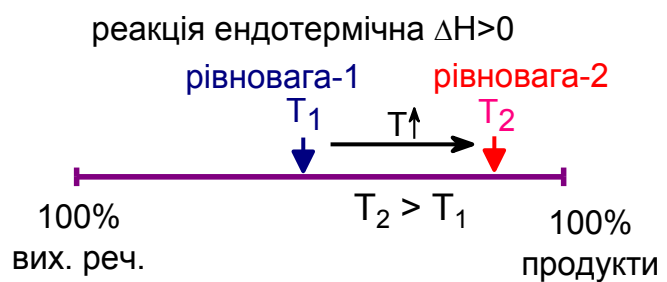 реакція ендотермічна ΔH>0
рівновага-1 рівновага-2
T₁ T↑ T₂
T₂ > T₁
100% 100%
вих. реч. продукти